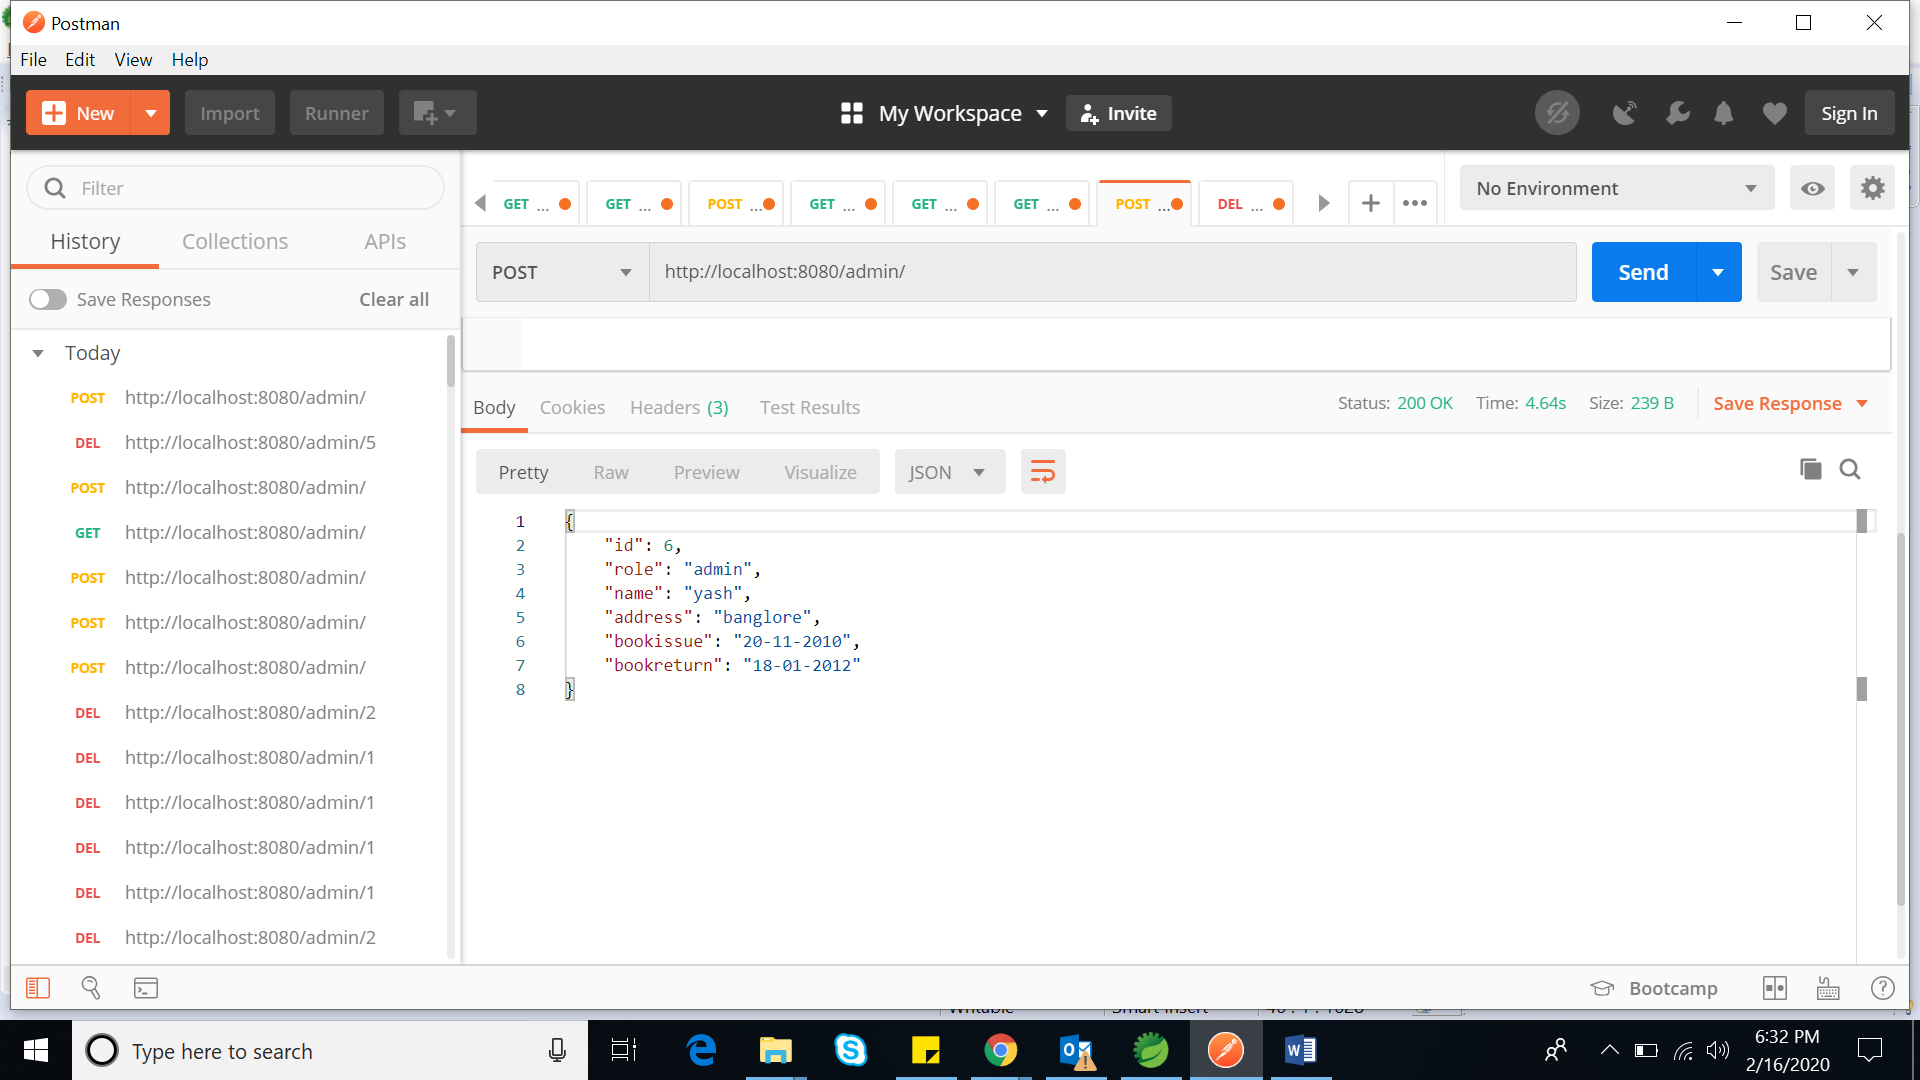 Postman
File Edit View Help
New Import Runner My Workspace Invite Sign In
Filter
GET ... GET ... POST ... GET ... GET ... GET ... POST ... DEL ... No Environment
History Collections APIs
POST http://localhost:8080/admin/ Send Save
Save Responses Clear all
Today
POST http://localhost:8080/admin/
DEL http://localhost:8080/admin/5
POST http://localhost:8080/admin/
GET http://localhost:8080/admin/
POST http://localhost:8080/admin/
POST http://localhost:8080/admin/
POST http://localhost:8080/admin/
DEL http://localhost:8080/admin/2
DEL http://localhost:8080/admin/1
DEL http://localhost:8080/admin/1
DEL http://localhost:8080/admin/1
DEL http://localhost:8080/admin/1
DEL http://localhost:8080/admin/2
Body Cookies Headers (3) Test Results Status: 200 OK Time: 4.64s Size: 239 B Save Response
Pretty Raw Preview Visualize JSON
1 {
2 "id": 6,
3 "role": "admin",
4 "name": "yash",
5 "address": "banglore",
6 "bookissue": "20-11-2010",
7 "bookreturn": "18-01-2012"
8 }
Bootcamp
Type here to search
6:32 PM
2/16/2020